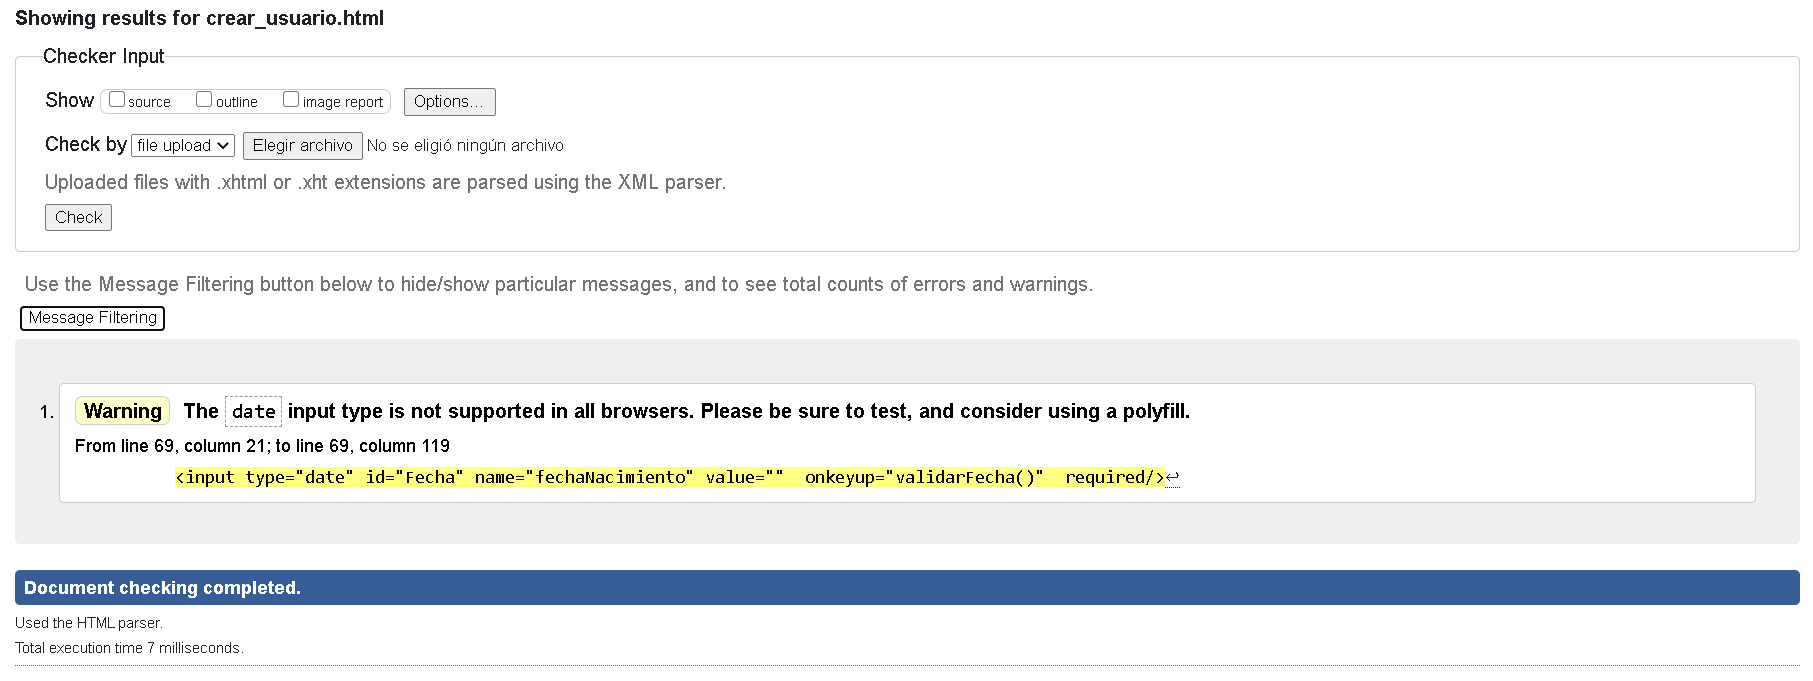 Showing results for crear_usuario.html
Checker Input
Show source outline image report Options...
Check by file upload Elegir archivo No se eligió ningún archivo
Uploaded files with .xhtml or .xht extensions are parsed using the XML parser.
Check
Use the Message Filtering button below to hide/show particular messages, and to see total counts of errors and warnings.
Message Filtering
1. Warning The date input type is not supported in all browsers. Please be sure to test, and consider using a polyfill.
From line 69, column 21; to line 69, column 119
<input type="date" id="Fecha" name="fechaNacimiento" value=""  onkeyup="validarFecha()"  required/>↩
Document checking completed.
Used the HTML parser.
Total execution time 7 milliseconds.